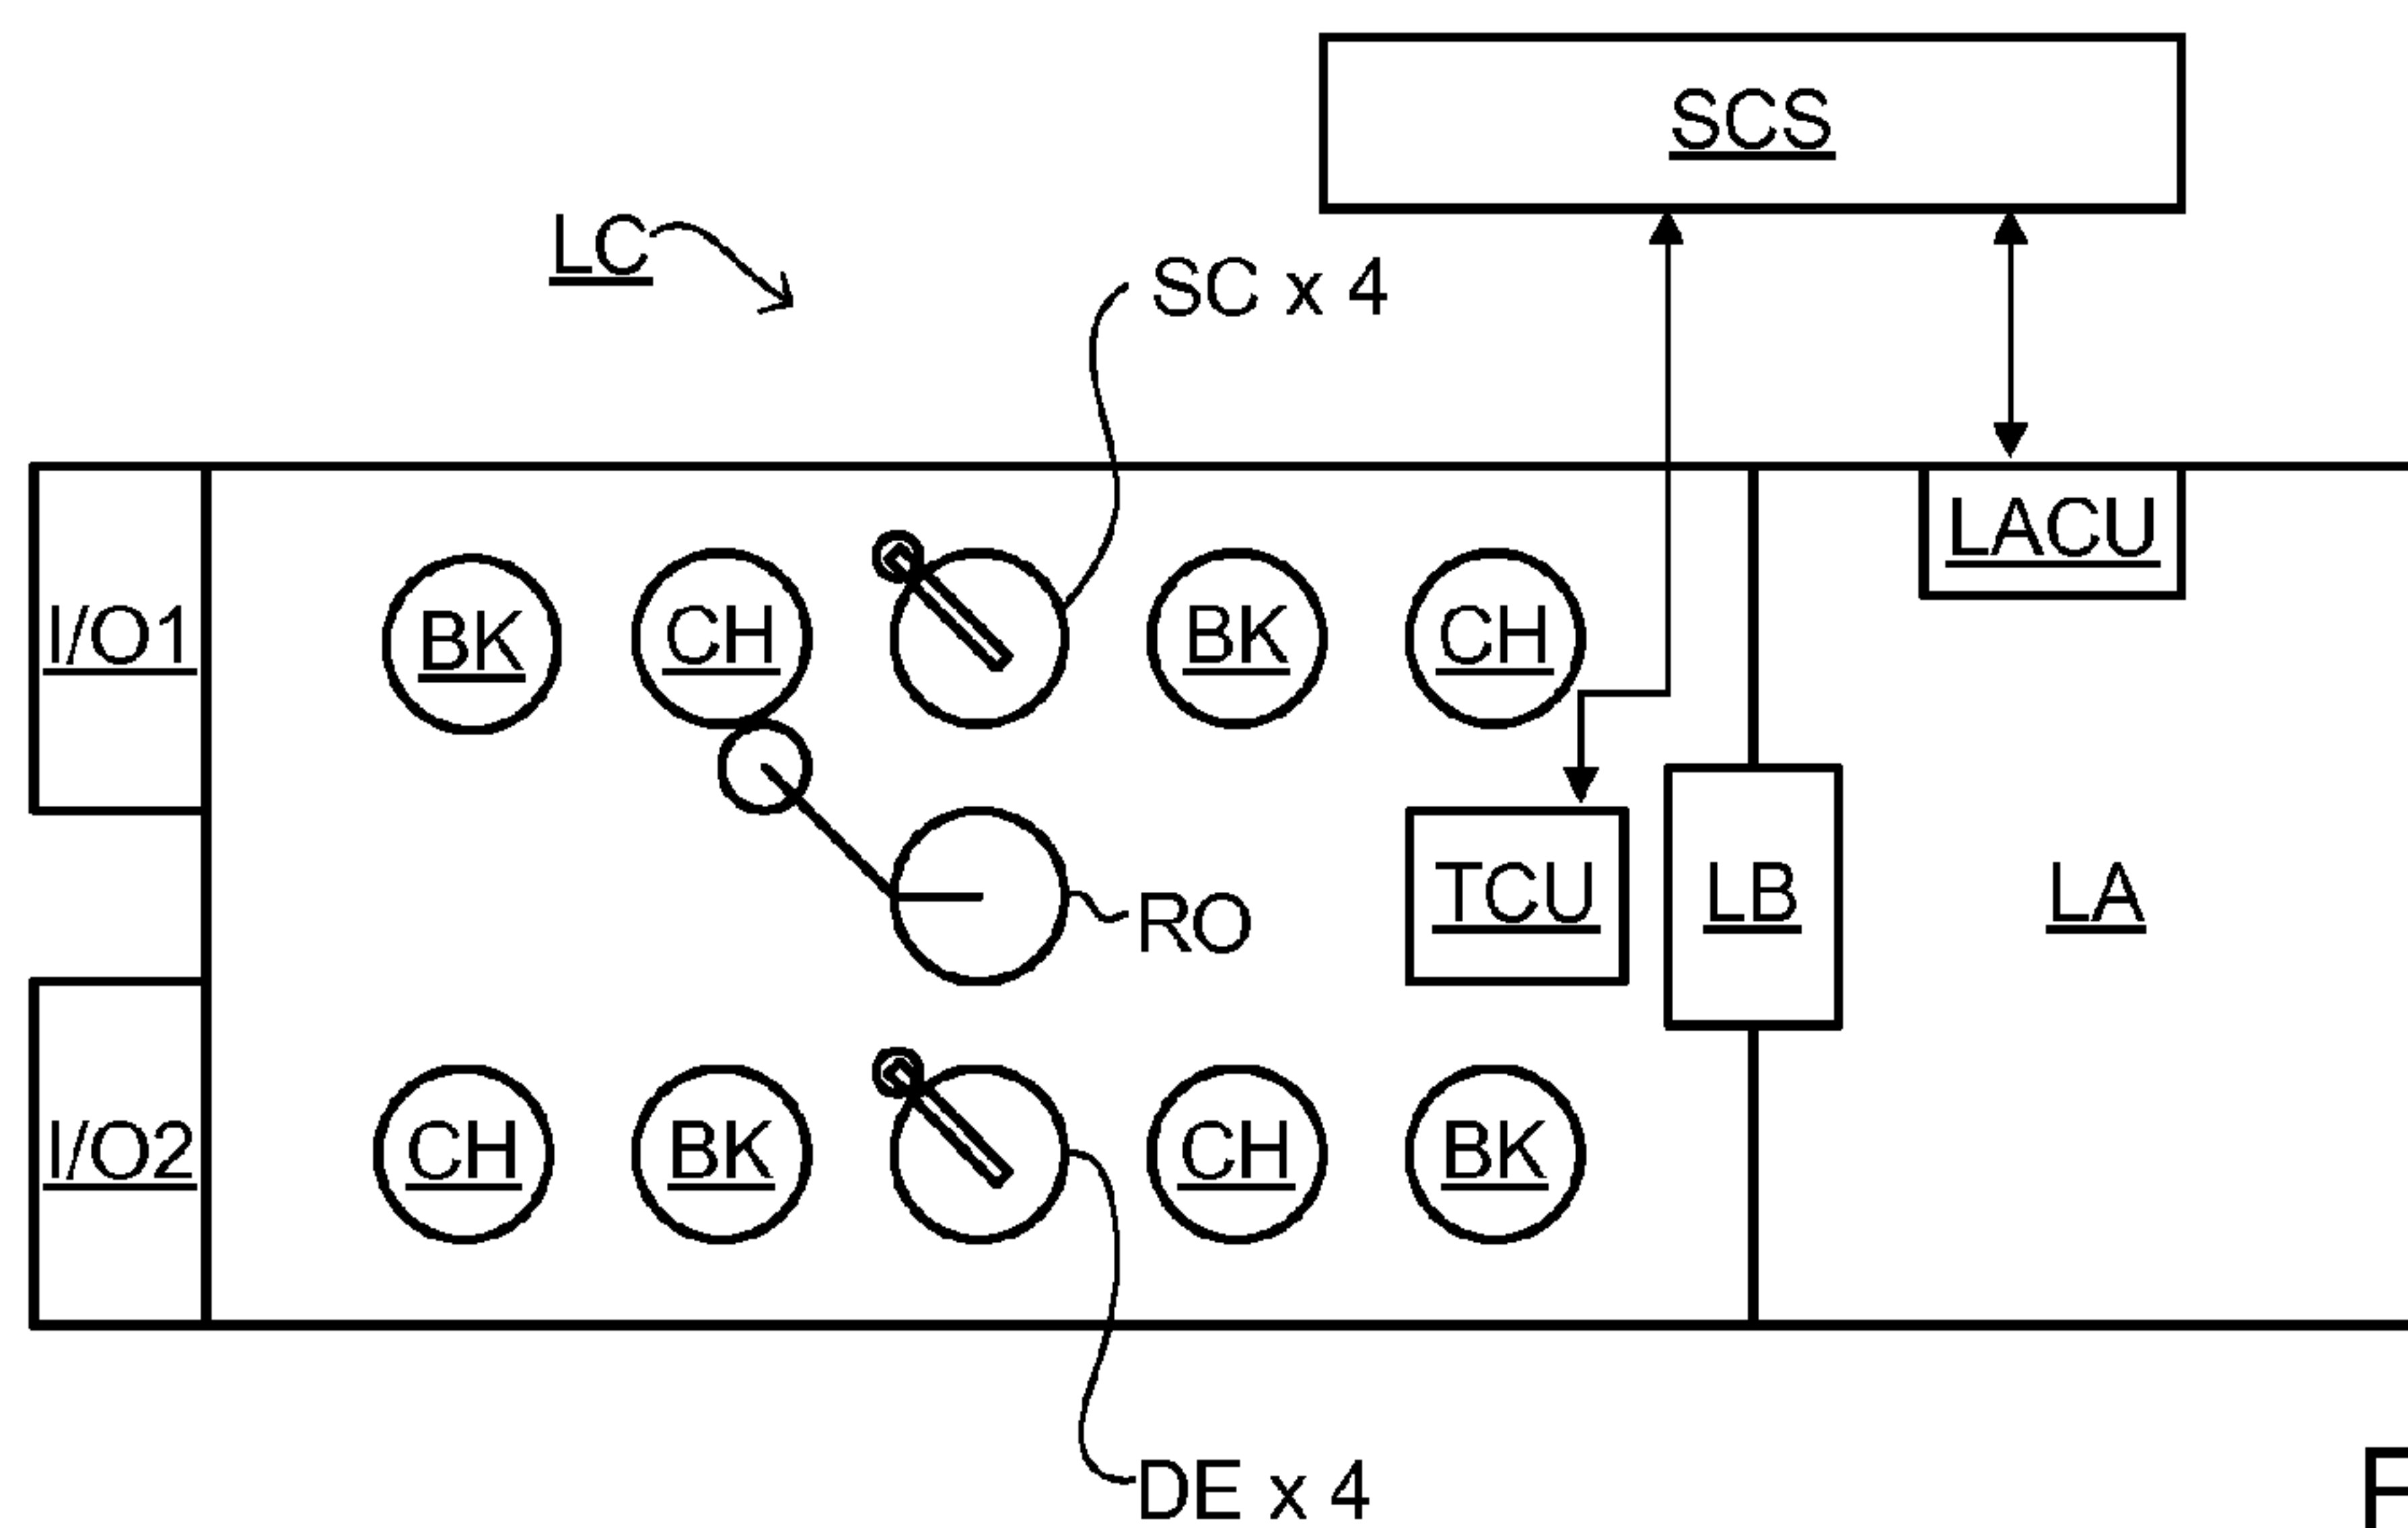 SCS
LC
SC x 4
LACU
I/O1
BK
CH
BK
CH
TCU
LB
LA
RO
I/O2
CH
BK
CH
BK
DE x 4
F